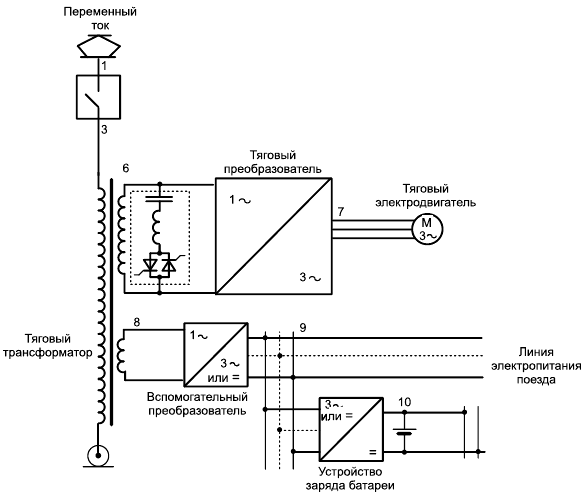 Переменный
ток
1
3
6
Тяговый
преобразователь
1～
3～
7
Тяговый
электродвигатель
М
3～
Тяговый
трансформатор
8
1～
3～
или =
Вспомогательный
преобразователь
9
Линия
электропитания
поезда
3～
или =
=
10
Устройство
заряда батареи